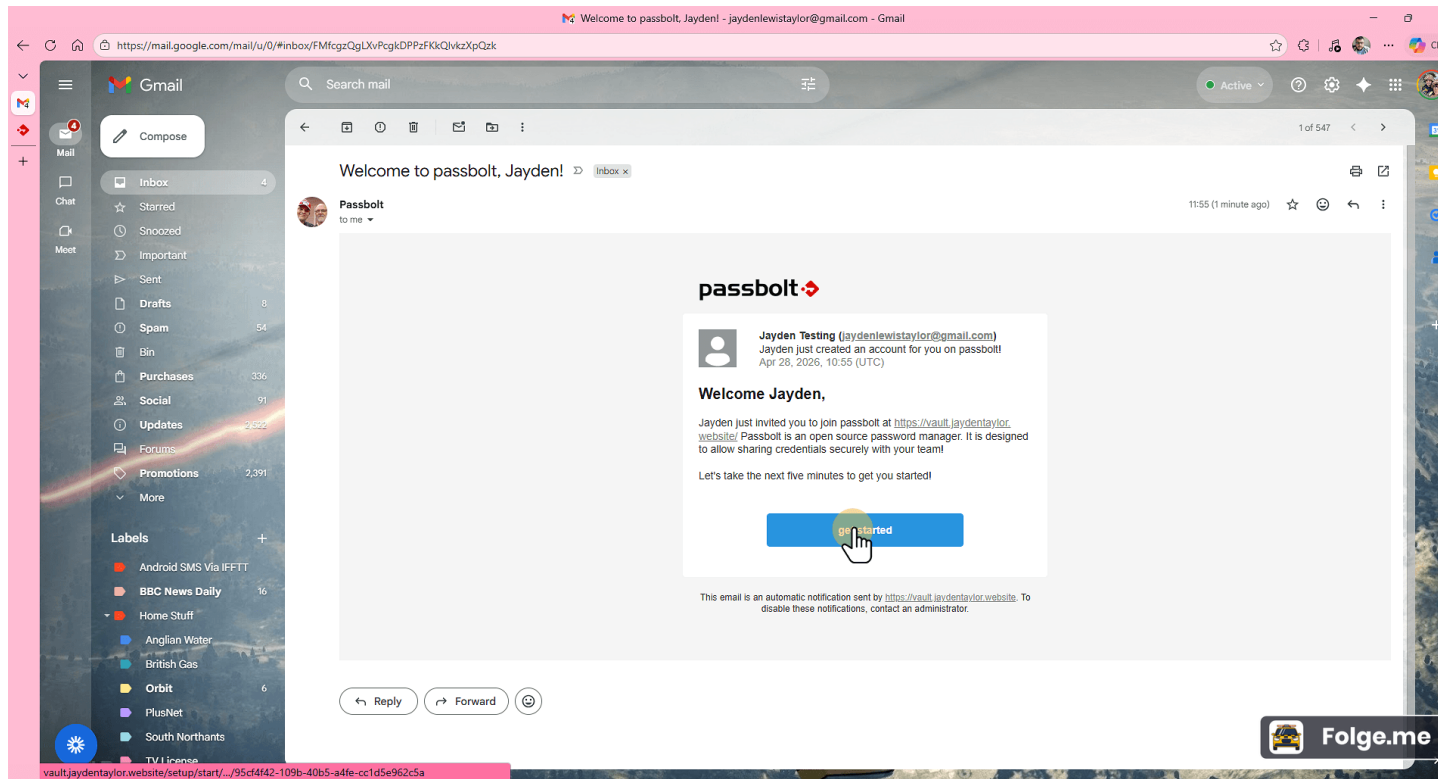 Welcome to passbolt, Jayden! - jaydenlewistaylor@gmail.com - Gmail
https://mail.google.com/mail/u/0/#inbox/FMfcgzQgLXvPcgkDPPzFKkQlvkzXpQzk
Gmail
Search mail
Active
4
Mail
Chat
Meet
Compose
Inbox 4
Starred
Snoozed
Important
Sent
Drafts 8
Spam 54
Bin
Purchases 336
Social 91
Updates 2,522
Forums
Promotions 2,391
More
Labels
Android SMS Via IFFTT
BBC News Daily 16
Home Stuff
Anglian Water
British Gas
Orbit 6
PlusNet
South Northants
TV License
1 of 547
Welcome to passbolt, Jayden! Inbox x
Passbolt
to me
11:55 (1 minute ago)
passbolt
Jayden Testing (jaydenlewistaylor@gmail.com)
Jayden just created an account for you on passbolt!
Apr 28, 2026, 10:55 (UTC)
Welcome Jayden,
Jayden just invited you to join passbolt at https://vault.jaydentaylor.
website/ Passbolt is an open source password manager. It is designed
to allow sharing credentials securely with your team!
Let's take the next five minutes to get you started!
get started
This email is an automatic notification sent by https://vault.jaydentaylor.website. To
disable these notifications, contact an administrator.
Reply
Forward
Folge.me
vault.jaydentaylor.website/setup/start/.../95cf4f42-109b-40b5-a4fe-cc1d5e962c5a